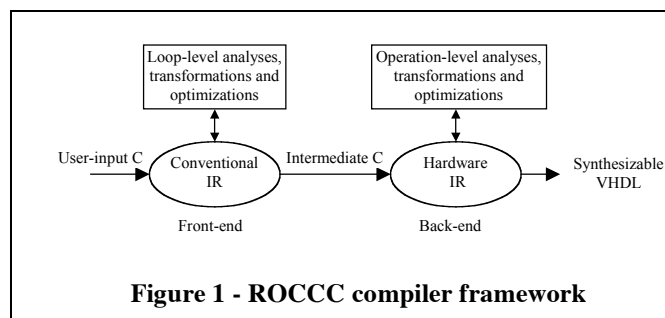 Loop-level analyses,
transformations and
optimizations
Operation-level analyses,
transformations and
optimizations
User-input C
Conventional
IR
Intermediate C
Hardware
IR
Synthesizable
VHDL
Front-end
Back-end
Figure 1 - ROCCC compiler framework